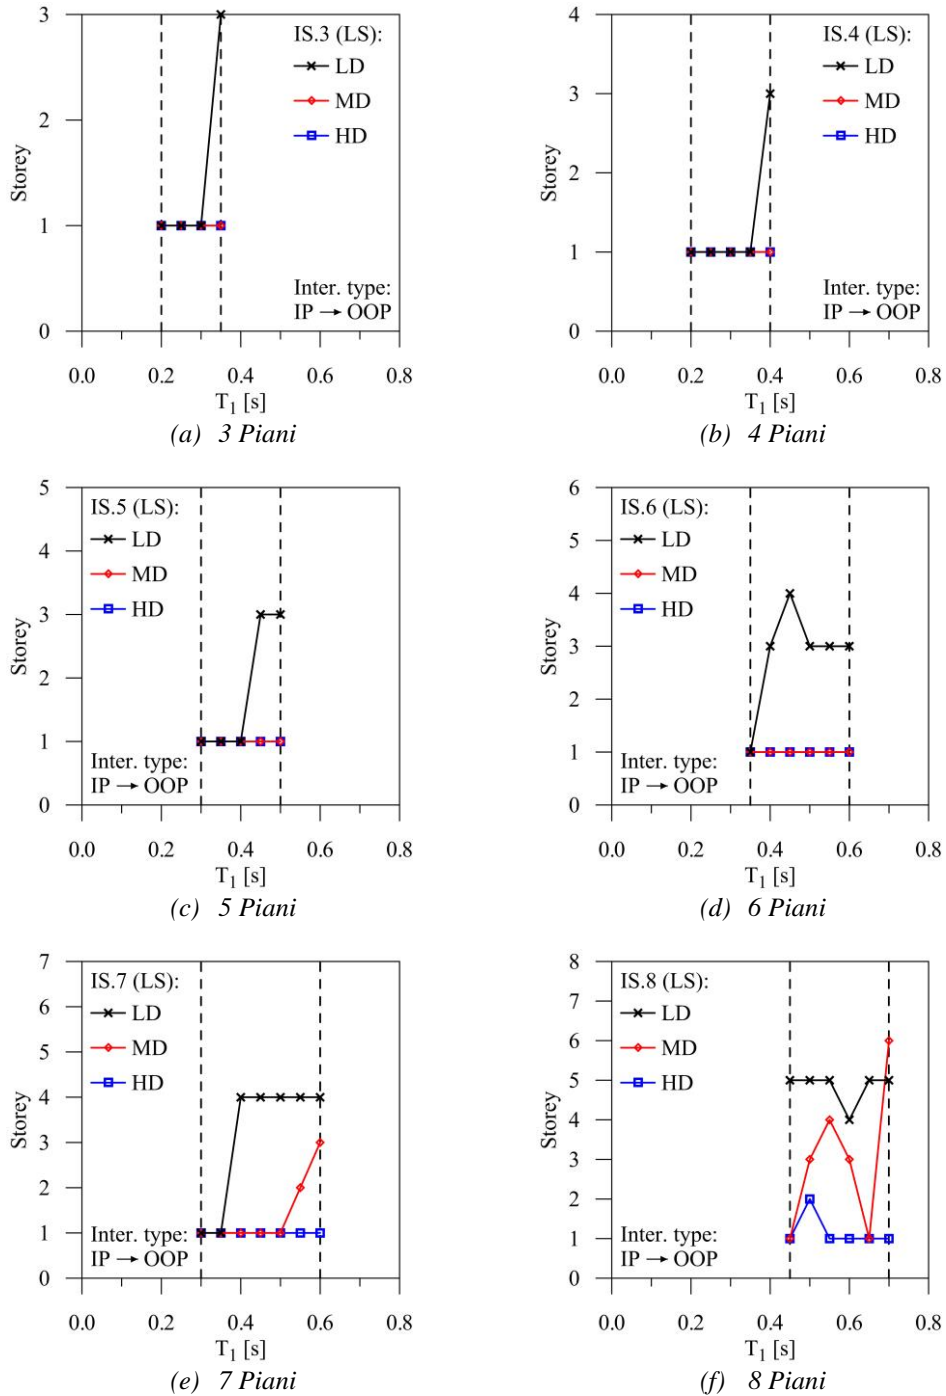 3
2
1
0
Storey
IS.3 (LS):
LD
MD
HD
Inter. type:
IP → OOP
0.0 0.2 0.4 0.6 0.8
T1 [s]
(a) 3 Piani
4
3
2
1
0
Storey
IS.4 (LS):
LD
MD
HD
Inter. type:
IP → OOP
0.0 0.2 0.4 0.6 0.8
T1 [s]
(b) 4 Piani
5
4
3
2
1
0
Storey
IS.5 (LS):
LD
MD
HD
Inter. type:
IP → OOP
0.0 0.2 0.4 0.6 0.8
T1 [s]
(c) 5 Piani
6
5
4
3
2
1
0
Storey
IS.6 (LS):
LD
MD
HD
Inter. type:
IP → OOP
0.0 0.2 0.4 0.6 0.8
T1 [s]
(d) 6 Piani
7
6
5
4
3
2
1
0
Storey
IS.7 (LS):
LD
MD
HD
Inter. type:
IP → OOP
0.0 0.2 0.4 0.6 0.8
T1 [s]
(e) 7 Piani
8
7
6
5
4
3
2
1
0
Storey
IS.8 (LS):
LD
MD
HD
Inter. type:
IP → OOP
0.0 0.2 0.4 0.6 0.8
T1 [s]
(f) 8 Piani